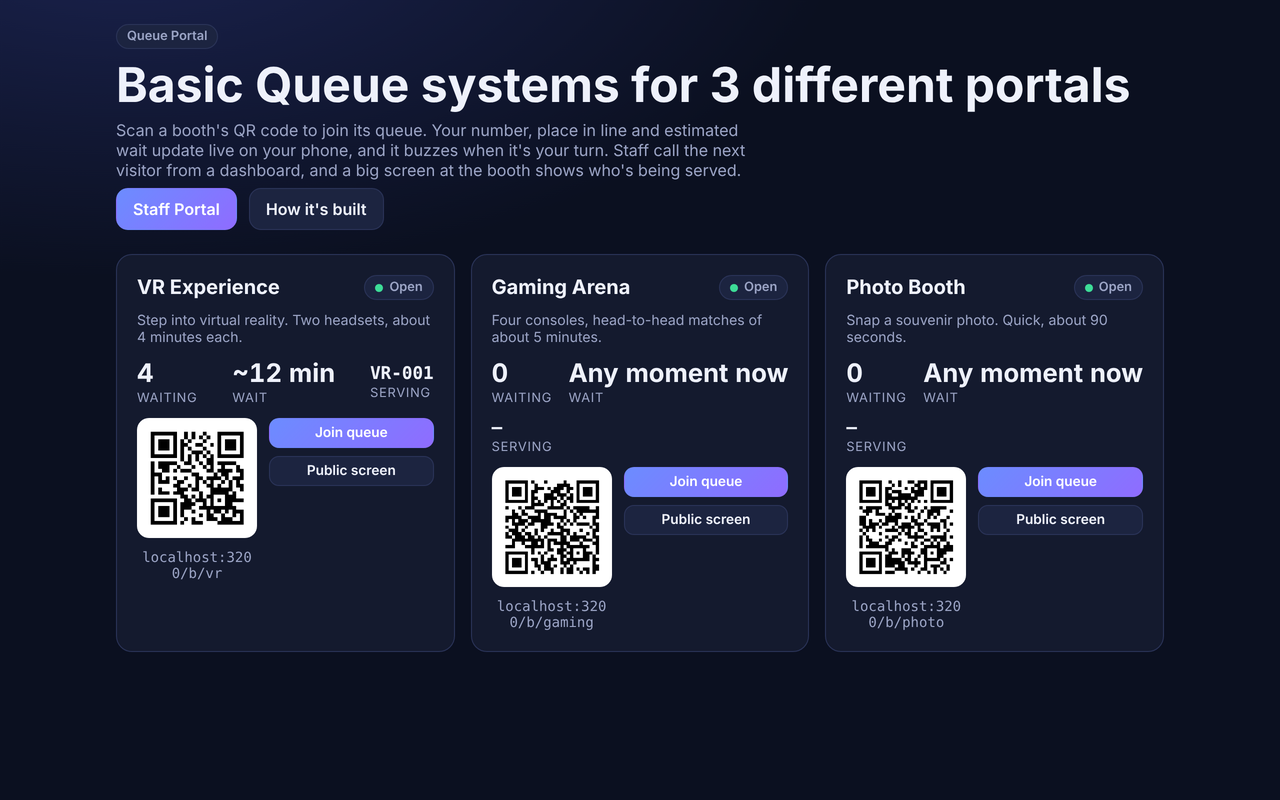 Queue Portal
Basic Queue systems for 3 different portals
Scan a booth's QR code to join its queue. Your number, place in line and estimated
wait update live on your phone, and it buzzes when it's your turn. Staff call the next
visitor from a dashboard, and a big screen at the booth shows who's being served.
Staff Portal
How it's built
VR Experience
Open
Step into virtual reality. Two headsets, about
4 minutes each.
4
WAITING
~12 min
WAIT
VR-001
SERVING
Join queue
Public screen
localhost:320
0/b/vr
Gaming Arena
Open
Four consoles, head-to-head matches of
about 5 minutes.
0
WAITING
Any moment now
WAIT
–
SERVING
Join queue
Public screen
localhost:320
0/b/gaming
Photo Booth
Open
Snap a souvenir photo. Quick, about 90
seconds.
0
WAITING
Any moment now
WAIT
–
SERVING
Join queue
Public screen
localhost:320
0/b/photo